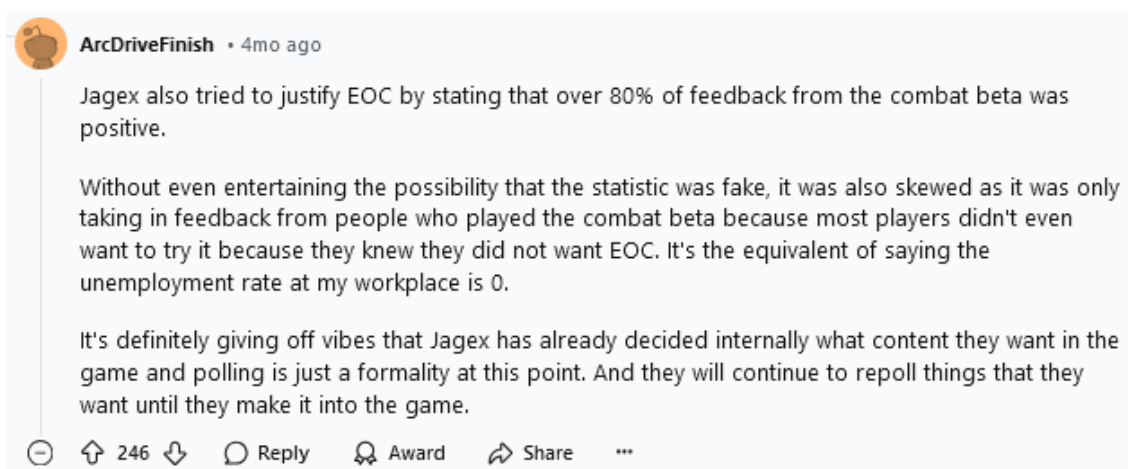 ArcDriveFinish • 4mo ago
Jagex also tried to justify EOC by stating that over 80% of feedback from the combat beta was
positive.
Without even entertaining the possibility that the statistic was fake, it was also skewed as it was only
taking in feedback from people who played the combat beta because most players didn't even
want to try it because they knew they did not want EOC. It's the equivalent of saying the
unemployment rate at my workplace is 0.
It's definitely giving off vibes that Jagex has already decided internally what content they want in the
game and polling is just a formality at this point. And they will continue to repoll things that they
want until they make it into the game.
246 Reply Award Share ...